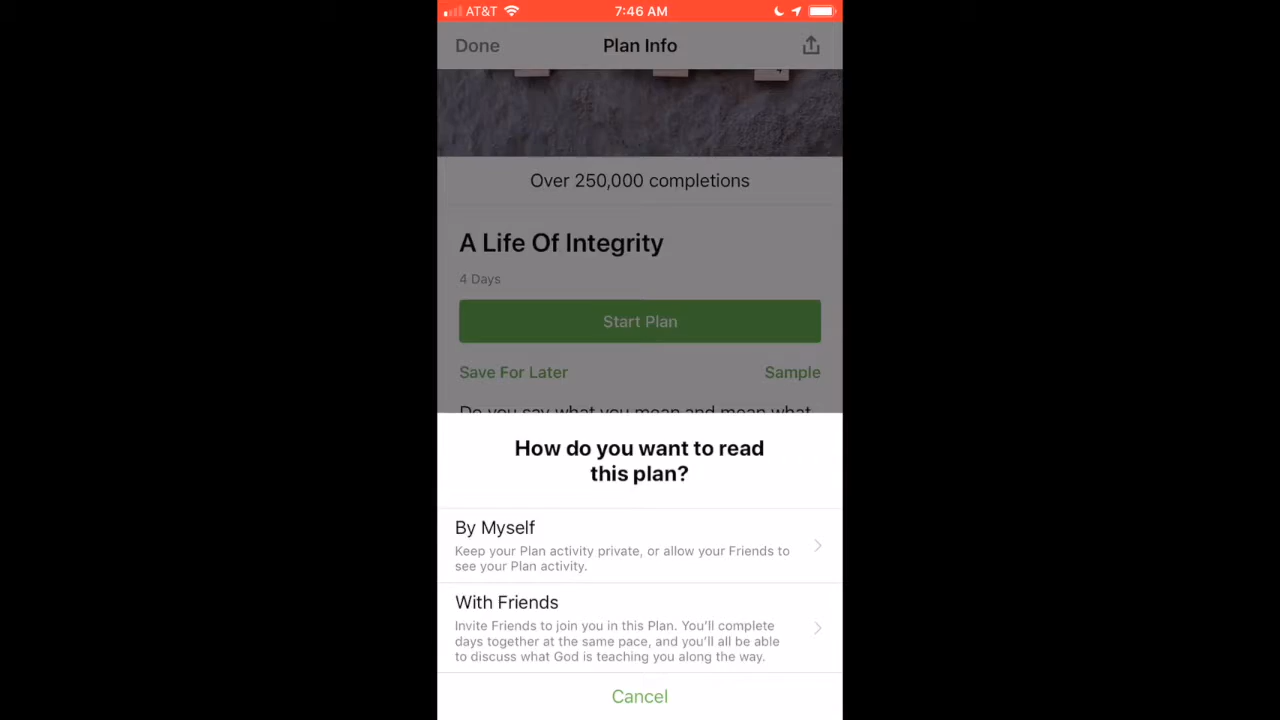 AT&T 7:46 AM
Done Plan Info
Over 250,000 completions
A Life Of Integrity
4 Days
Start Plan
Save For Later Sample
Do you say what you mean and mean what
How do you want to read
this plan?
By Myself
Keep your Plan activity private, or allow your Friends to
see your Plan activity.
With Friends
Invite Friends to join you in this Plan. You'll complete
days together at the same pace, and you'll all be able
to discuss what God is teaching you along the way.
Cancel